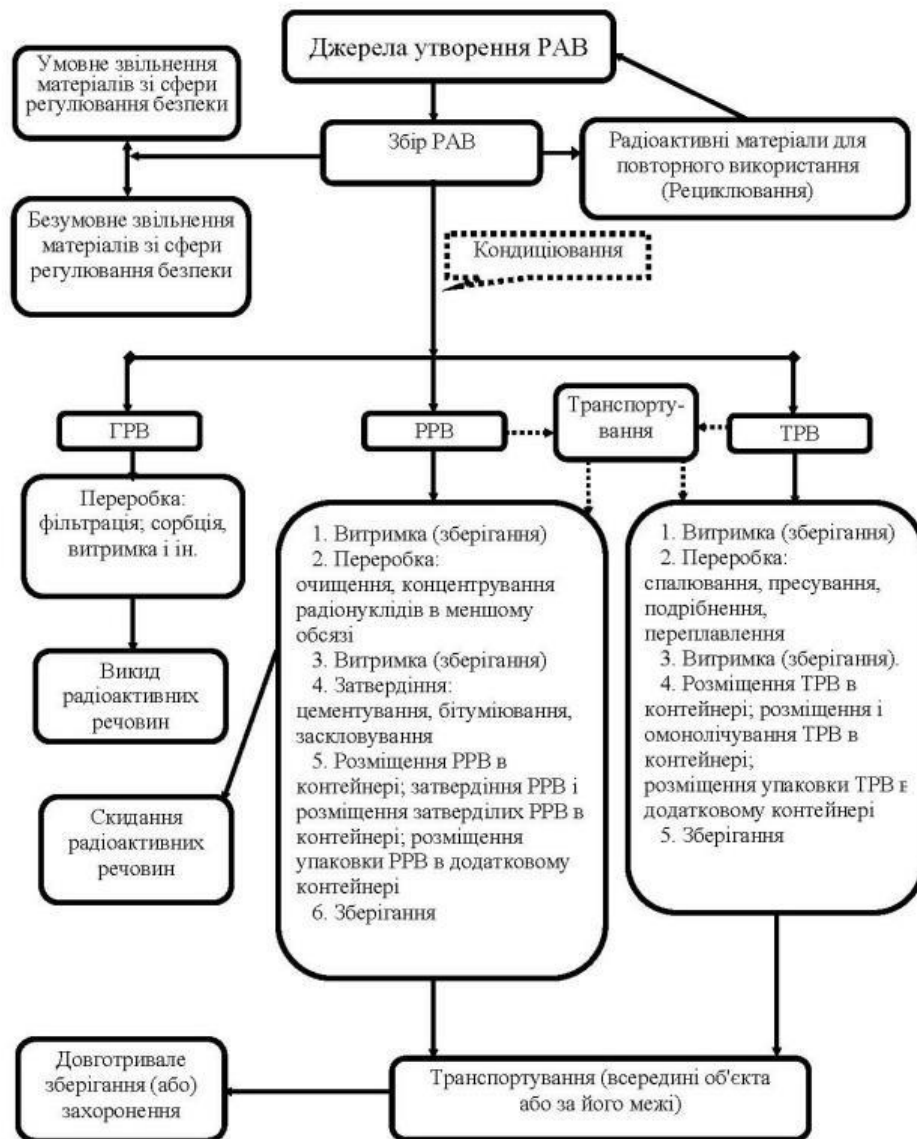 Джерела утворення РАВ
Умовне звільнення
матеріалів зі сфери
регулювання безпеки
Збір РАВ
Радіоактивні матеріали для
повторного використання
(Рециклювання)
Безумовне звільнення
матеріалів зі сфери
регулювання безпеки
Кондиціювання
ГРВ
РРВ
Транспорту-
вання
ТРВ
Переробка:
фільтрація; сорбція,
витримка і ін.
Викид
радіоактивних
речовин
Скидання
радіоактивних
речовин
1. Витримка (зберігання)
2. Переробка:
очищення, концентрування
радіонуклідів в меншому
обсязі
3. Витримка (зберігання)
4. Затвердіння:
цементування, бітуміювання,
заскловування
5. Розміщення РРВ в
контейнері; затвердіння РРВ і
розміщення затверділих РРВ в
контейнері; розміщення
упаковки РРВ в додатковому
контейнері
6. Зберігання
1. Витримка (зберігання)
2. Переробка:
спалювання, пресування,
подрібнення,
переплавлення
3. Витримка (зберігання).
4. Розміщення ТРВ в
контейнері; розміщення і
омонолічування ТРВ в
контейнері;
розміщення упаковки ТРВ в
додатковому контейнері
5. Зберігання
Довготривале
зберігання (або)
захоронення
Транспортування (всередині об'єкта
або за його межі)